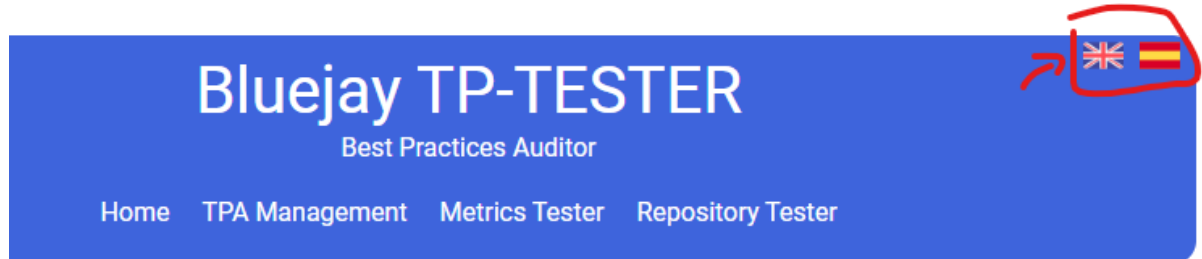 Bluejay TP-TESTER
Best Practices Auditor
Home TPA Management Metrics Tester Repository Tester